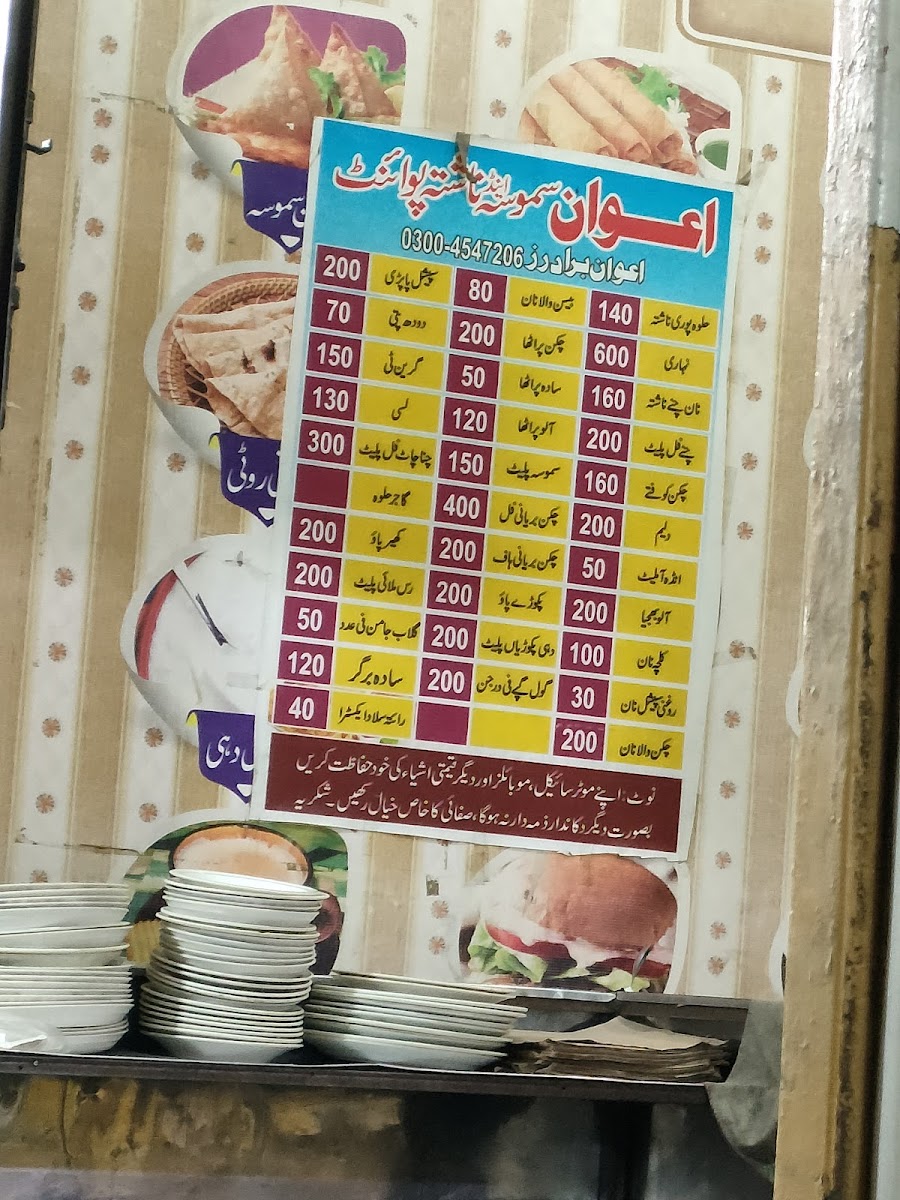 اعوان سموسہ اینڈ ناشتہ پوائنٹ
اعوان برادرز 0300-4547206
حلوہ پوری ناشتہ 140
نہاری 600
نان چنے ناشتہ 160
چنے فل پلیٹ 200
چکن کوفتے 160
دلیم 200
انڈہ آملیٹ 50
آلو بھجیا 200
کلچہ نان 100
روغنی سپیشل نان 30
چکن والا نان 200
بیسن والا نان 80
چکن پراٹھا 200
سادہ پراٹھا 50
آلو پراٹھا 120
سموسہ پلیٹ 150
چکن بریانی فل 400
چکن بریانی ہاف 200
پکوڑے پاؤ 200
دہی پکوڑیاں پلیٹ 200
گول گپے فی درجن 200
سپیشل پاپڑی 200
دودھ پتی 70
گرین ٹی 150
لسی 130
چنا چاٹ فل پلیٹ 300
گاجر حلوہ
کھیر پاؤ 200
رس ملائی پلیٹ 200
گلاب جامن فی عدد 50
سادہ برگر 120
رائتہ سلاد ایکسٹرا 40
نوٹ: اپنے موٹر سائیکل، موبائلز اور دیگر قیمتی اشیاء کی خود حفاظت کریں
بصورت دیگر دکاندار ذمہ دار نہ ہوگا، صفائی کا خاص خیال رکھیں۔ شکریہ
سموسہ
روٹی
دہی